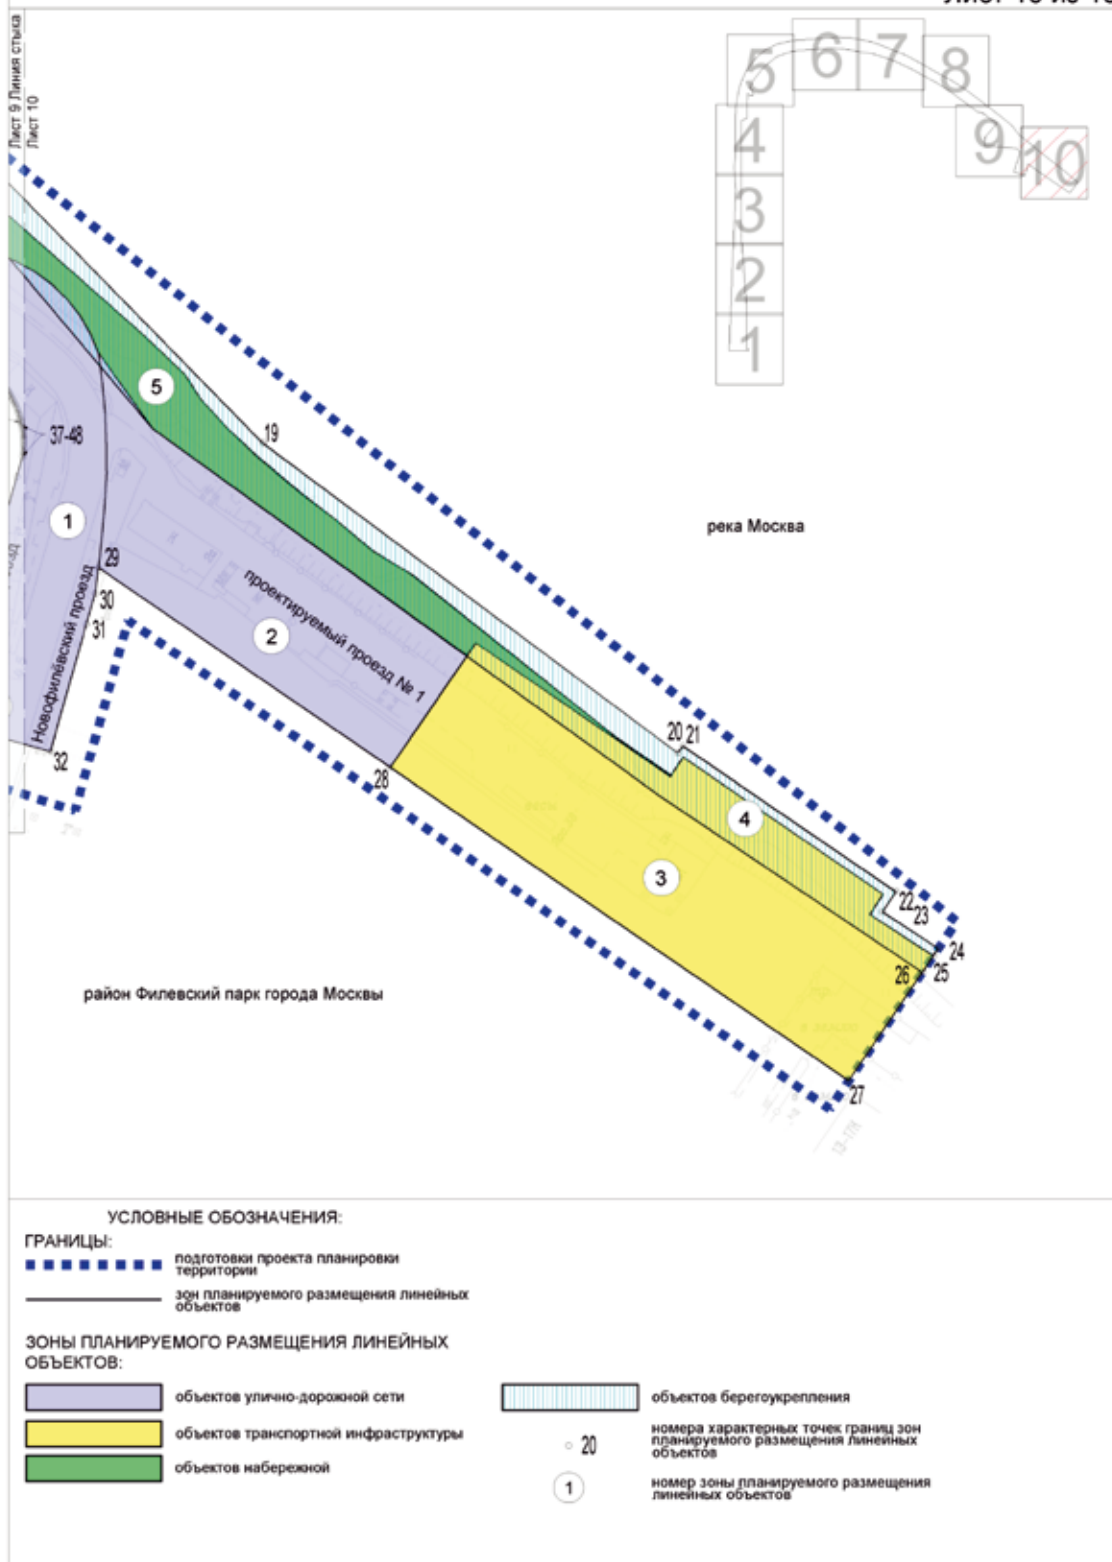 Лист 9 Линия стыка
Лист 10
5
6
7
8
4
9
10
3
2
1
5
19
37-48
река Москва
1
29
проектируемый проезд № 1
30
2
31
Новофилёвский проезд
20 21
32
28
4
3
22
23
24
26
25
район Филевский парк города Москвы
27
13-17Н
УСЛОВНЫЕ ОБОЗНАЧЕНИЯ:
ГРАНИЦЫ:
подготовки проекта планировки
территории
зон планируемого размещения линейных
объектов
ЗОНЫ ПЛАНИРУЕМОГО РАЗМЕЩЕНИЯ ЛИНЕЙНЫХ
ОБЪЕКТОВ:
объектов улично-дорожной сети
объектов транспортной инфраструктуры
объектов набережной
объектов берегоукрепления
20
номера характерных точек границ зон
планируемого размещения линейных
объектов
1
номер зоны планируемого размещения
линейных объектов